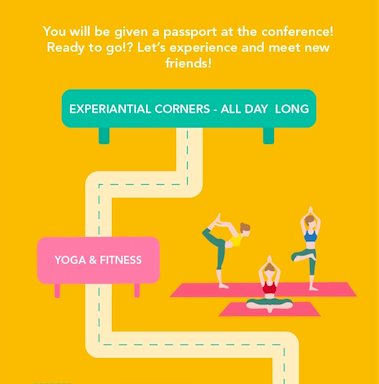 You will be given a passport at the conference!
Ready to go!? Let's experience and meet new
friends!
EXPERIANTIAL CORNERS - ALL DAY LONG
YOGA & FITNESS